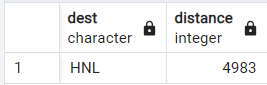 dest distance
character integer
1 HNL 4983